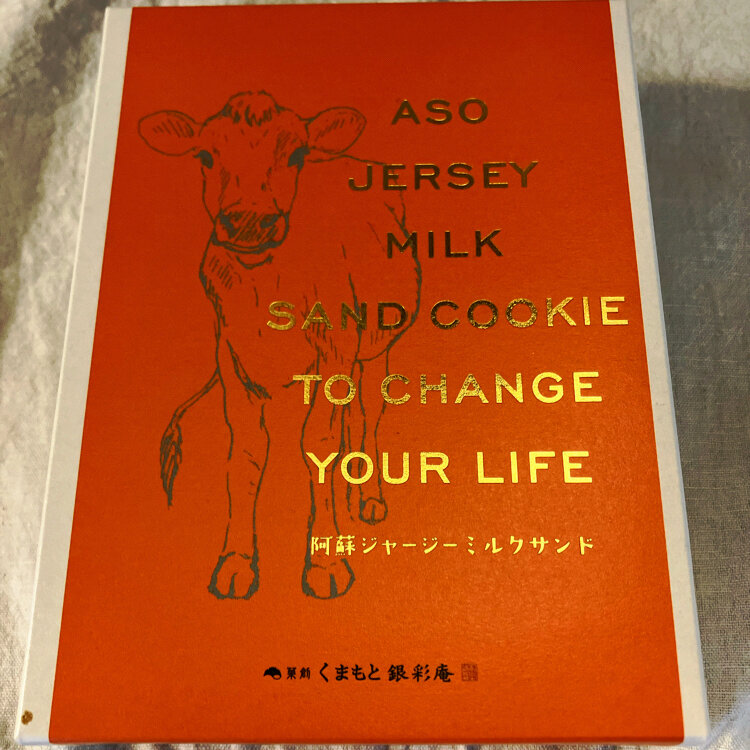 ASO
JERSEY
MILK
SAND COOKIE
TO CHANGE
YOUR LIFE
阿蘇ジャージーミルクサンド
菓創 くまもと 銀彩庵